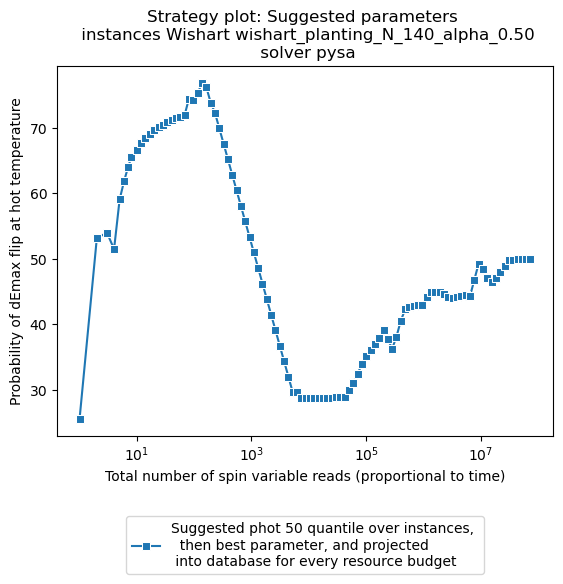 Strategy plot: Suggested parameters
instances Wishart wishart_planting_N_140_alpha_0.50
solver pysa
Probability of dEmax flip at hot temperature
70
60
50
40
30
10^1
10^3
10^5
10^7
Total number of spin variable reads (proportional to time)
Suggested phot 50 quantile over instances,
then best parameter, and projected
into database for every resource budget